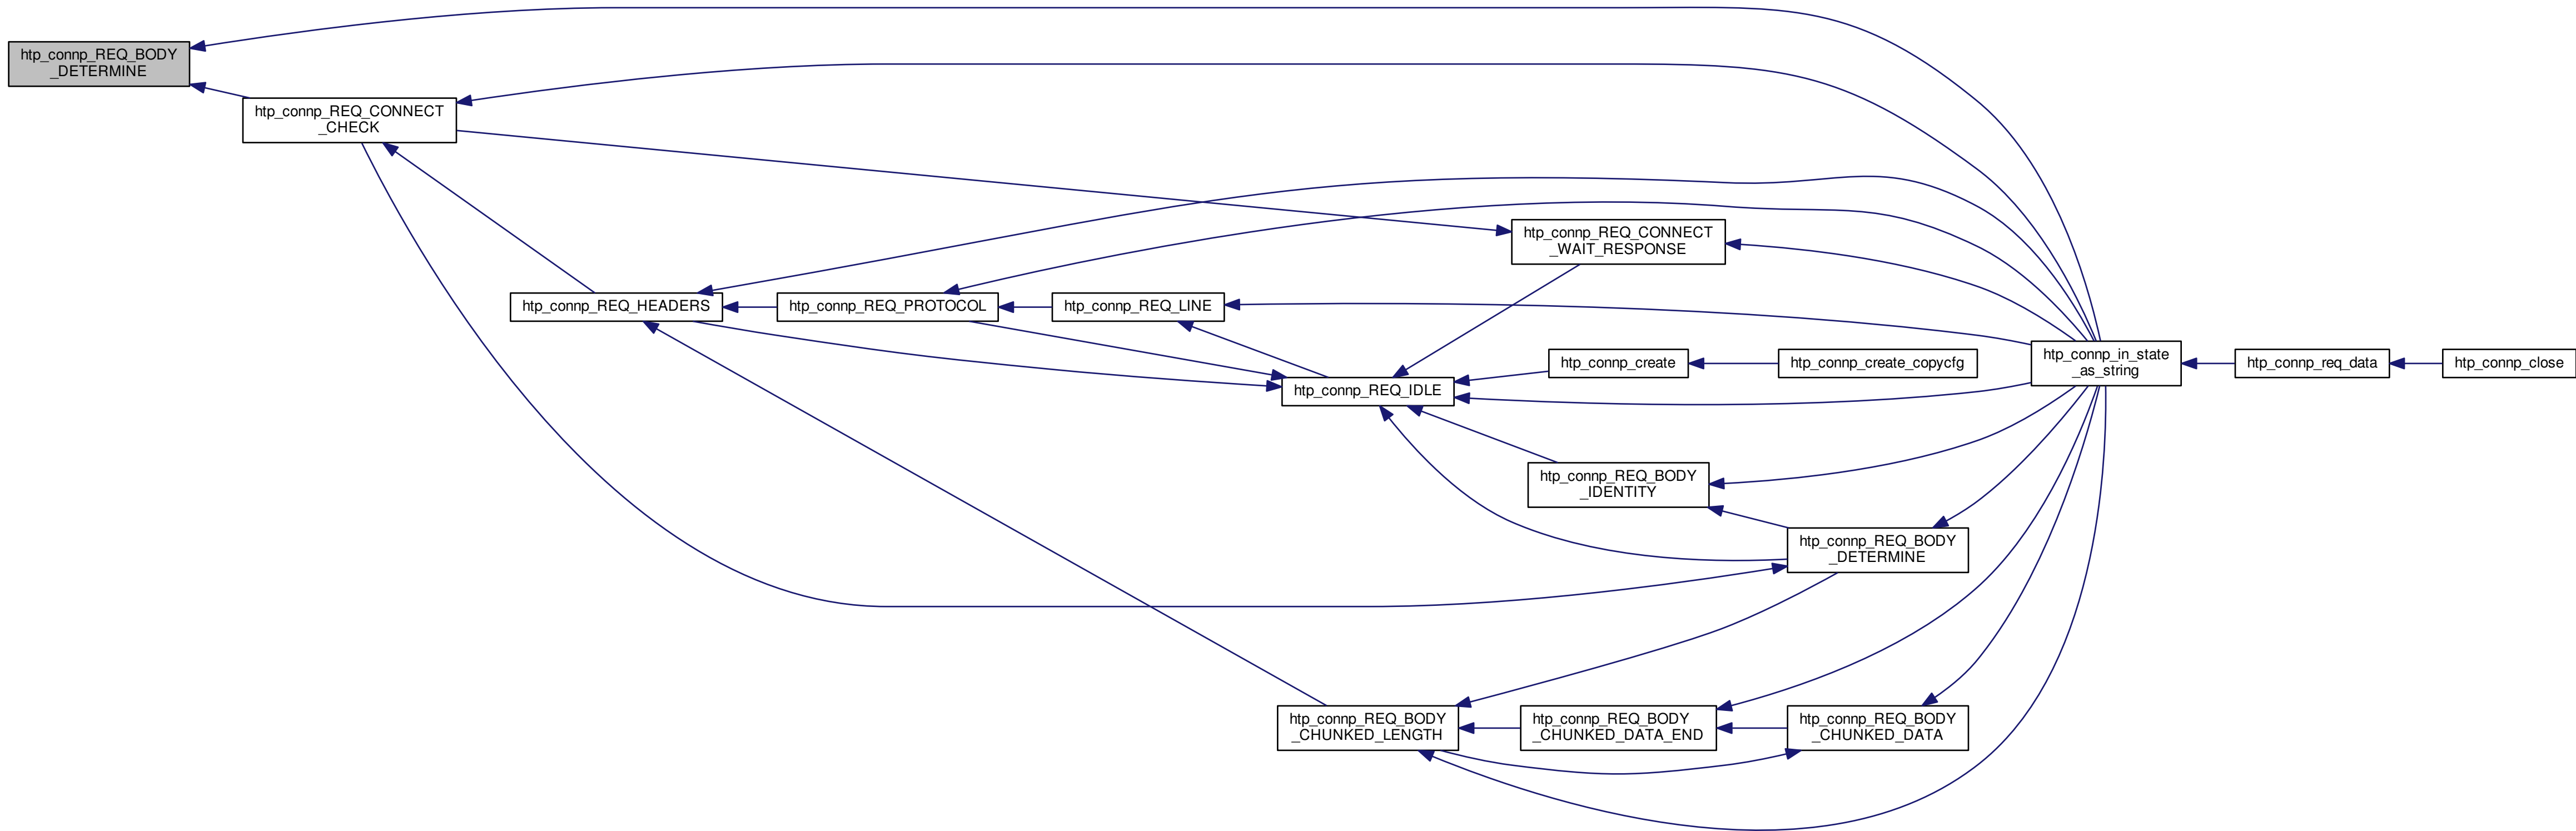 htp_connp_REQ_BODY
_DETERMINE
htp_connp_REQ_CONNECT
_CHECK
htp_connp_REQ_HEADERS
htp_connp_REQ_PROTOCOL
htp_connp_REQ_LINE
htp_connp_REQ_IDLE
htp_connp_REQ_CONNECT
_WAIT_RESPONSE
htp_connp_create
htp_connp_create_copycfg
htp_connp_REQ_BODY
_IDENTITY
htp_connp_REQ_BODY
_DETERMINE
htp_connp_REQ_BODY
_CHUNKED_LENGTH
htp_connp_REQ_BODY
_CHUNKED_DATA_END
htp_connp_REQ_BODY
_CHUNKED_DATA
htp_connp_in_state
_as_string
htp_connp_req_data
htp_connp_close